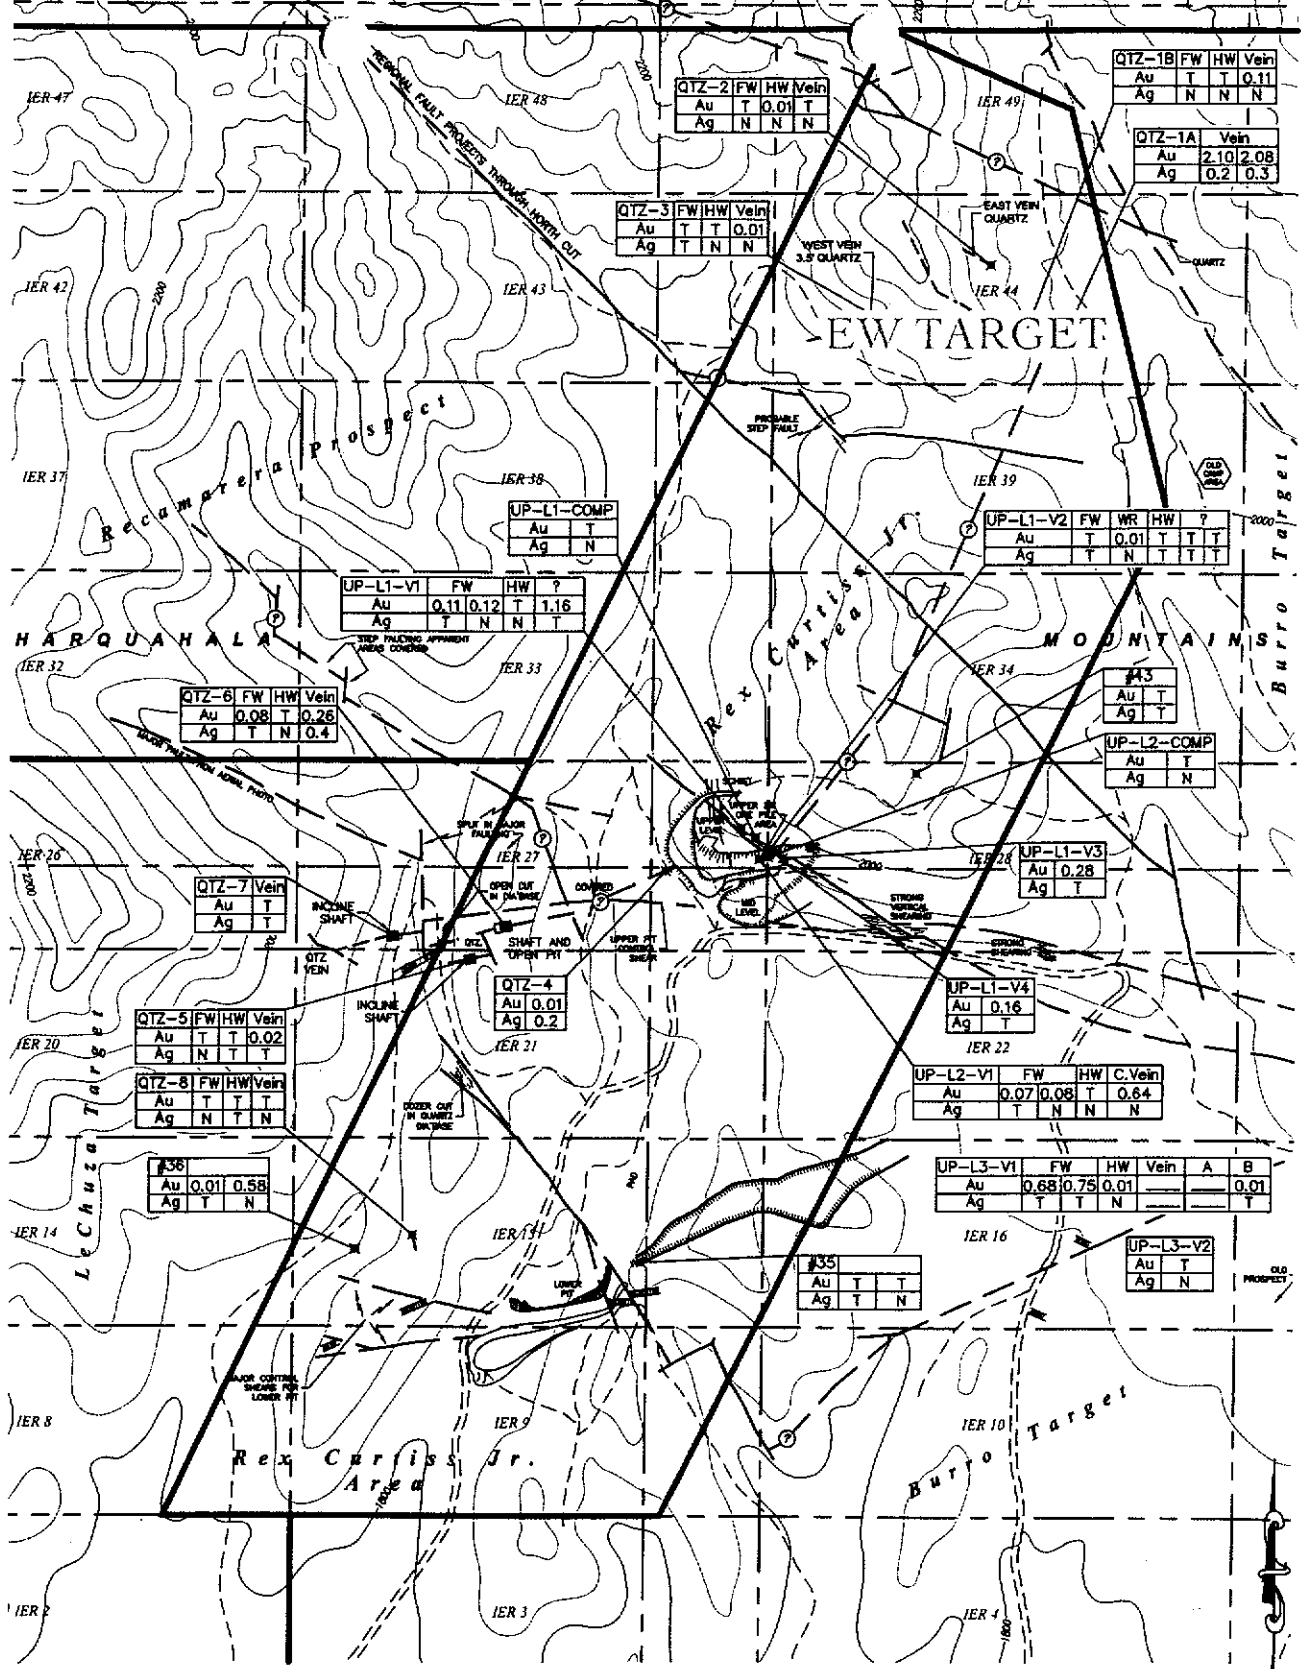 2200
2200
2200
?
REGIONAL FAULT PROJECTS THROUGH NORTH CUT
IER 47
IER 48
IER 49
QTZ-2 FW HW Vein
Au T 0.01 T
Ag N N N
QTZ-1B FW HW Vein
Au T T 0.11
Ag N N N
QTZ-1A Vein
Au 2.10 2.08
Ag 0.2 0.3
?
QTZ-3 FW HW Vein
Au T T 0.01
Ag T N N
EAST VEIN
QUARTZ
WEST VEIN
3.5' QUARTZ
QUARTZ
IER 42
2200
IER 43
IER 44
EW TARGET
PROBABLE
STEP FAULT
Recamarera Prospect
IER 37
IER 38
IER 39
OLD
CAMP
AREA
UP-L1-COMP
Au T
Ag N
UP-L1-V2 FW WR HW ?
Au T 0.01 T T T
Ag T N T T T
?
2000
Burro Target
UP-L1-V1 FW HW ?
Au 0.11 0.12 T 1.16
Ag T N N T
?
STEP FAULTING APPARENT
AREAS COVERED
HARQUAHALA
MOUNTAINS
Rex Curtiss Jr.
Area
IER 32
IER 33
IER 34
QTZ-6 FW HW Vein
Au 0.08 T 0.26
Ag T N 0.4
#43
Au T
Ag T
MAJOR FAULT FROM AERIAL PHOTO
UP-L2-COMP
Au T
Ag N
?
UPPER
LEVEL
SPLIT IN MAJOR
FAULTING
?
IER 26
2200
IER 27
IER 28
2000
UP-L1-V3
Au 0.28
Ag T
QTZ-7 Vein
Au T
Ag T
OPEN CUT
IN DIABASE
COVERED
?
MID
LEVEL
STRONG
VERTICAL
SHEARING
INCLINE
SHAFT
QTZ
VEIN
QTZ.
SHAFT AND
OPEN PIT
UPPER PIT
CONTROL
SHEAR
STRONG
SHEARING
QTZ-4
Au 0.01
Ag 0.2
UP-L1-V4
Au 0.16
Ag T
INCLINE
SHAFT
QTZ-5 FW HW Vein
Au T T 0.02
Ag N T T
IER 20
IER 21
IER 22
QTZ-8 FW HW Vein
Au T T T
Ag N T N
DOZER CUT
IN QUARTZ
DIABASE
UP-L2-V1 FW HW C.Vein
Au 0.07 0.08 T 0.64
Ag T N N N
LeChuza Target
#36
Au 0.01 0.58
Ag T N
UP-L3-V1 FW HW Vein A B
Au 0.68 0.75 0.01 0.01
Ag T T N T
IER 14
IER 15
IER 16
UP-L3-V2
Au T
Ag N
OLD
PROSPECT
#35
Au T T
Ag T N
LOWER
PIT
MAJOR CONTROL
SHEARS FOR
LOWER PIT
IER 8
IER 9
IER 10
?
Burro Target
Rex Curtiss Jr.
Area
1800
IER 2
IER 3
IER 4
1800